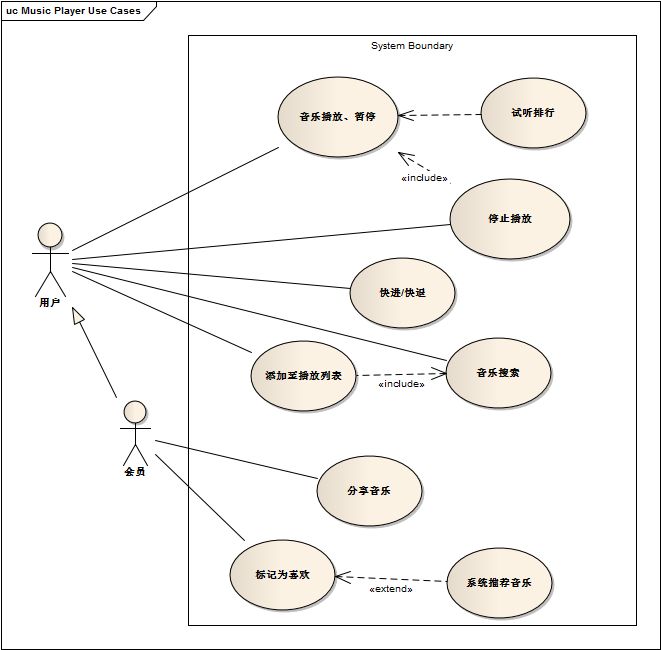 uc Music Player Use Cases
System Boundary
音乐播放、暂停
试听排行
«include»
停止播放
用户
快进/快退
添加至播放列表
«include»
音乐搜索
会员
分享音乐
标记为喜欢
«extend»
系统推荐音乐